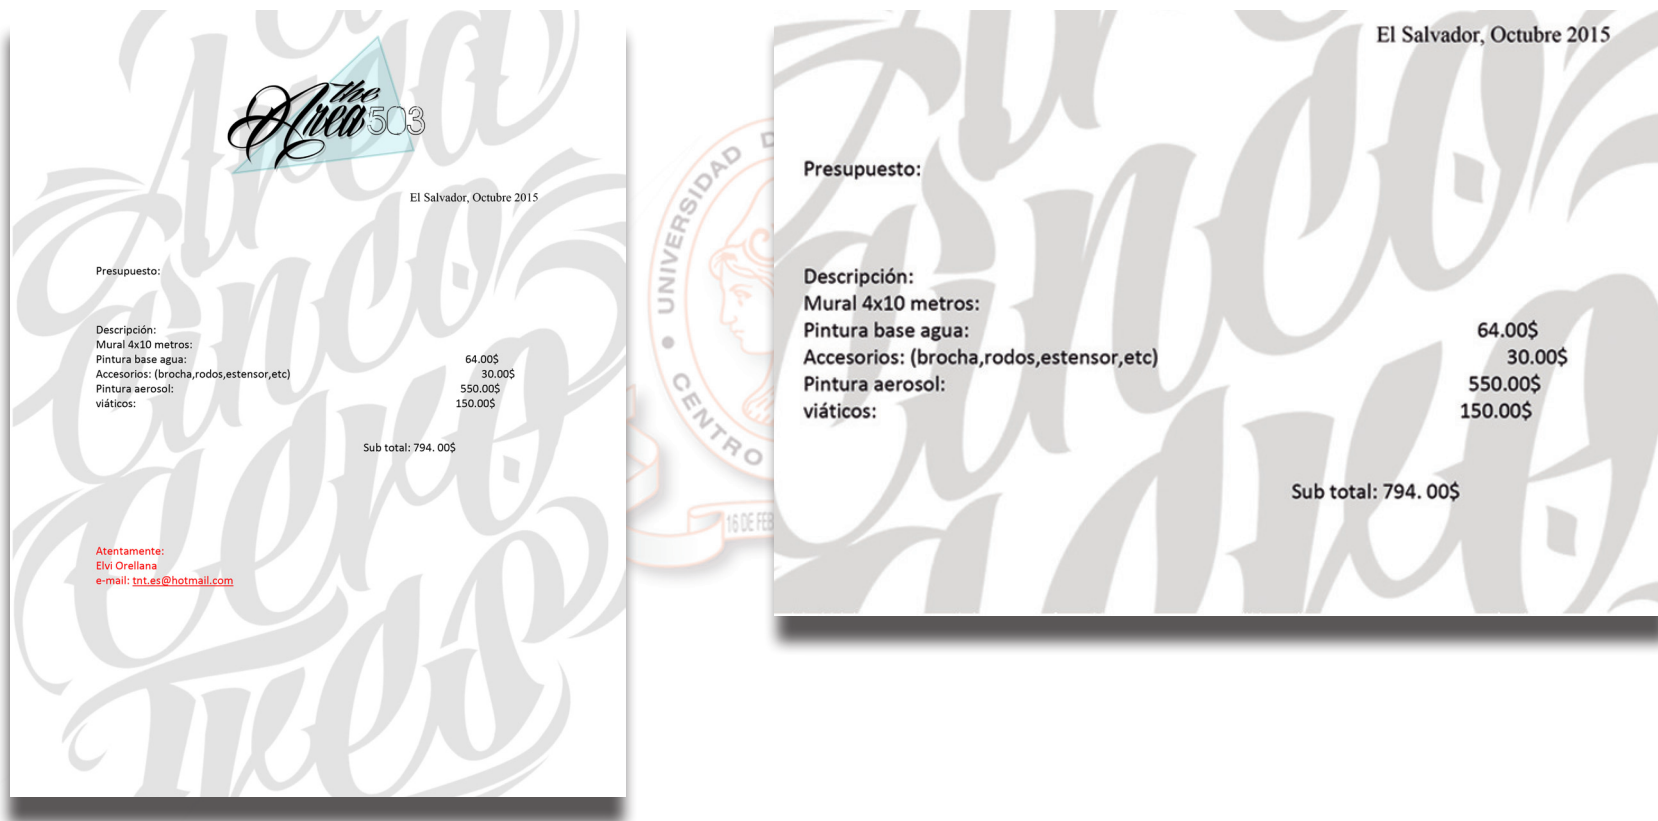 the
Area503
El Salvador, Octubre 2015
Presupuesto:
Descripción:
Mural 4x10 metros:
Pintura base agua: 64.00$
Accesorios: (brocha,rodos,estensor,etc) 30.00$
Pintura aerosol: 550.00$
viáticos: 150.00$
Sub total: 794. 00$
Atentamente:
Elvi Orellana
e-mail: tnt.es@hotmail.com
Area
cinco
cero
tres
UNIVERSIDAD D
CENTRO
16 DE FEB
El Salvador, Octubre 2015
Presupuesto:
Descripción:
Mural 4x10 metros:
Pintura base agua: 64.00$
Accesorios: (brocha,rodos,estensor,etc) 30.00$
Pintura aerosol: 550.00$
viáticos: 150.00$
Sub total: 794. 00$